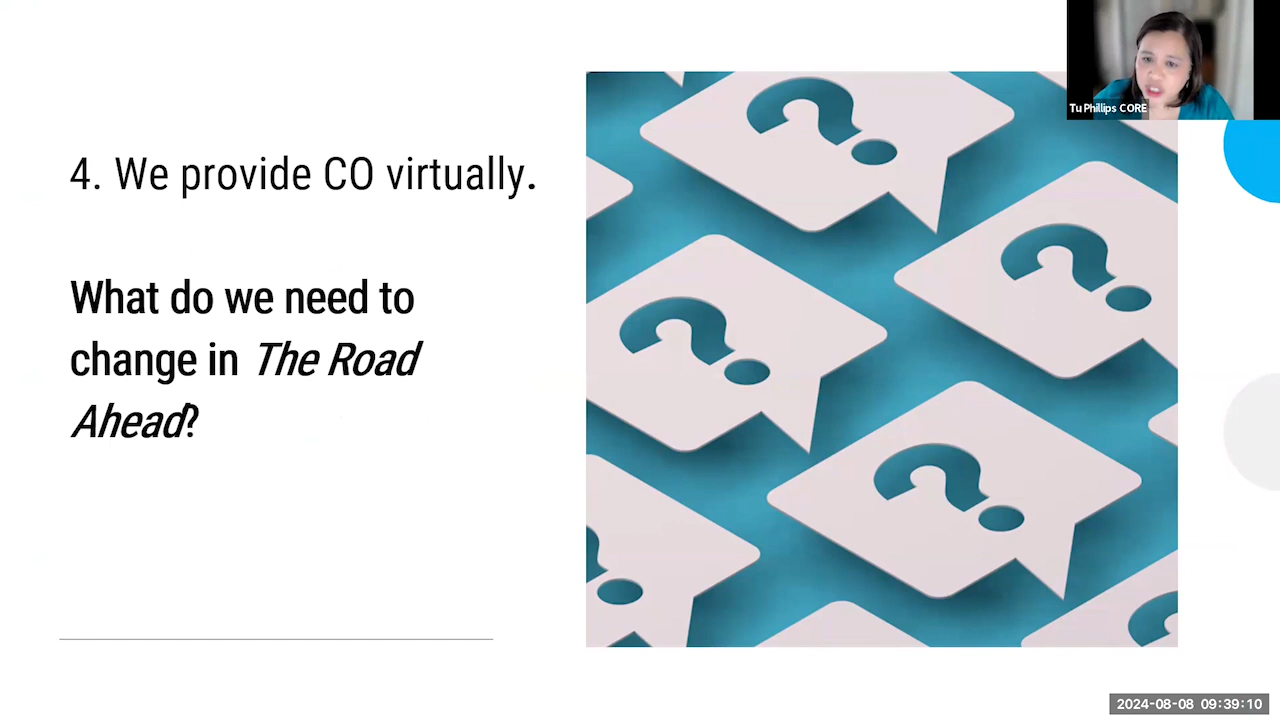 Tu Phillips CORE
4. We provide CO virtually.
What do we need to
change in The Road
Ahead?
2024-08-08 09:39:10